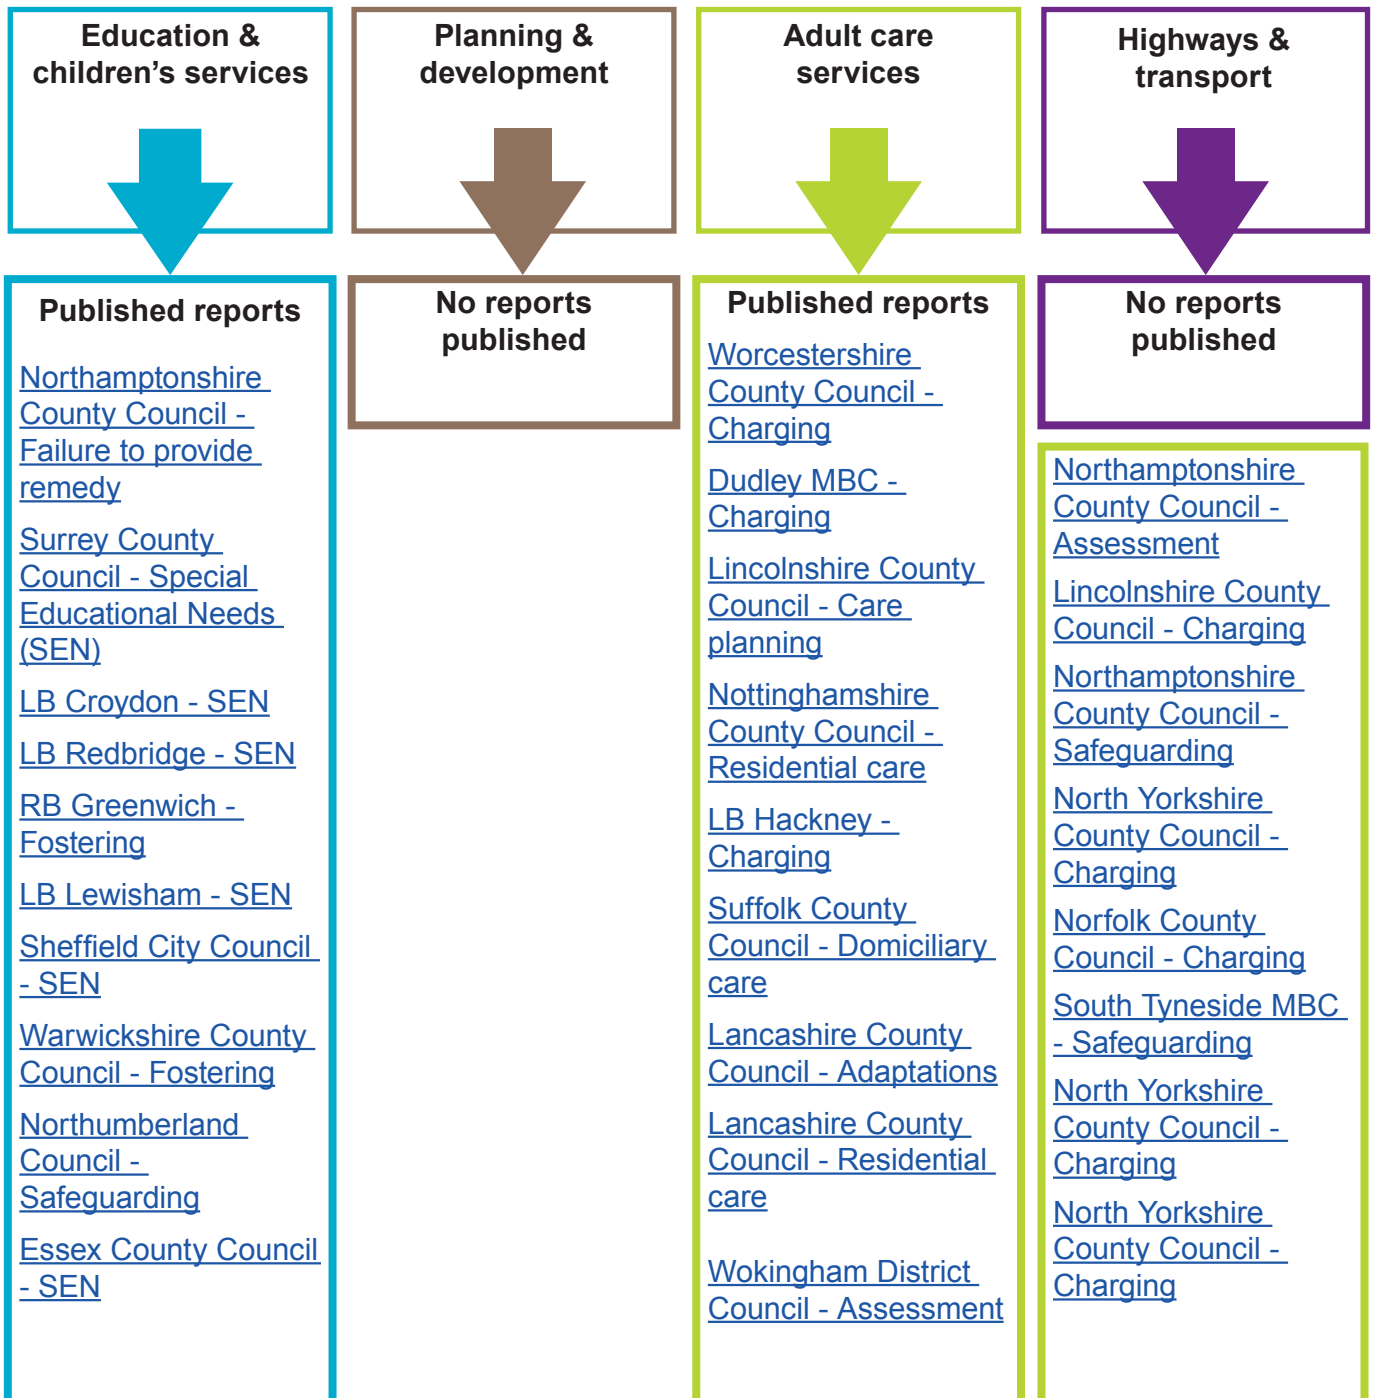 Education &
children’s services
Planning &
development
Adult care
services
Highways &
transport
Published reports
Northamptonshire
County Council -
Failure to provide
remedy
Surrey County
Council - Special
Educational Needs
(SEN)
LB Croydon - SEN
LB Redbridge - SEN
RB Greenwich -
Fostering
LB Lewisham - SEN
Sheffield City Council
- SEN
Warwickshire County
Council - Fostering
Northumberland
Council -
Safeguarding
Essex County Council
- SEN
No reports
published
Published reports
Worcestershire
County Council -
Charging
Dudley MBC -
Charging
Lincolnshire County
Council - Care
planning
Nottinghamshire
County Council -
Residential care
LB Hackney -
Charging
Suffolk County
Council - Domiciliary
care
Lancashire County
Council - Adaptations
Lancashire County
Council - Residential
care
Wokingham District
Council - Assessment
No reports
published
Northamptonshire
County Council -
Assessment
Lincolnshire County
Council - Charging
Northamptonshire
County Council -
Safeguarding
North Yorkshire
County Council -
Charging
Norfolk County
Council - Charging
South Tyneside MBC
- Safeguarding
North Yorkshire
County Council -
Charging
North Yorkshire
County Council -
Charging